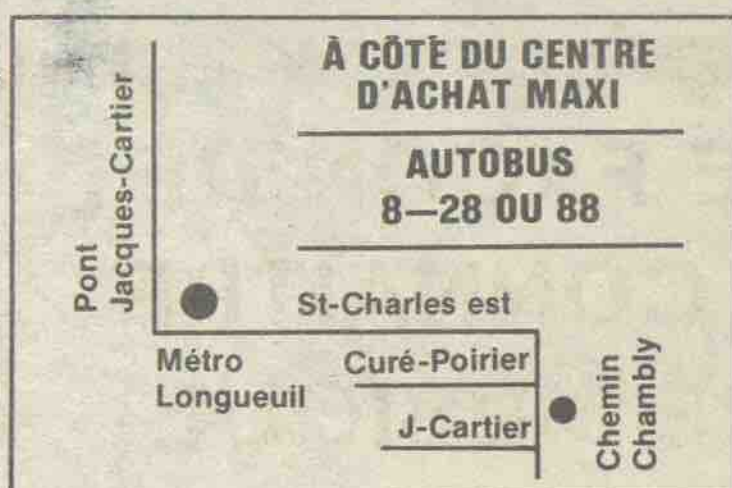 À CÔTÉ DU CENTRE
D'ACHAT MAXI
AUTOBUS
8—28 OU 88
Pont
Jacques-Cartier
St-Charles est
Métro
Longueuil
Curé-Poirier
J-Cartier
Chemin
Chambly